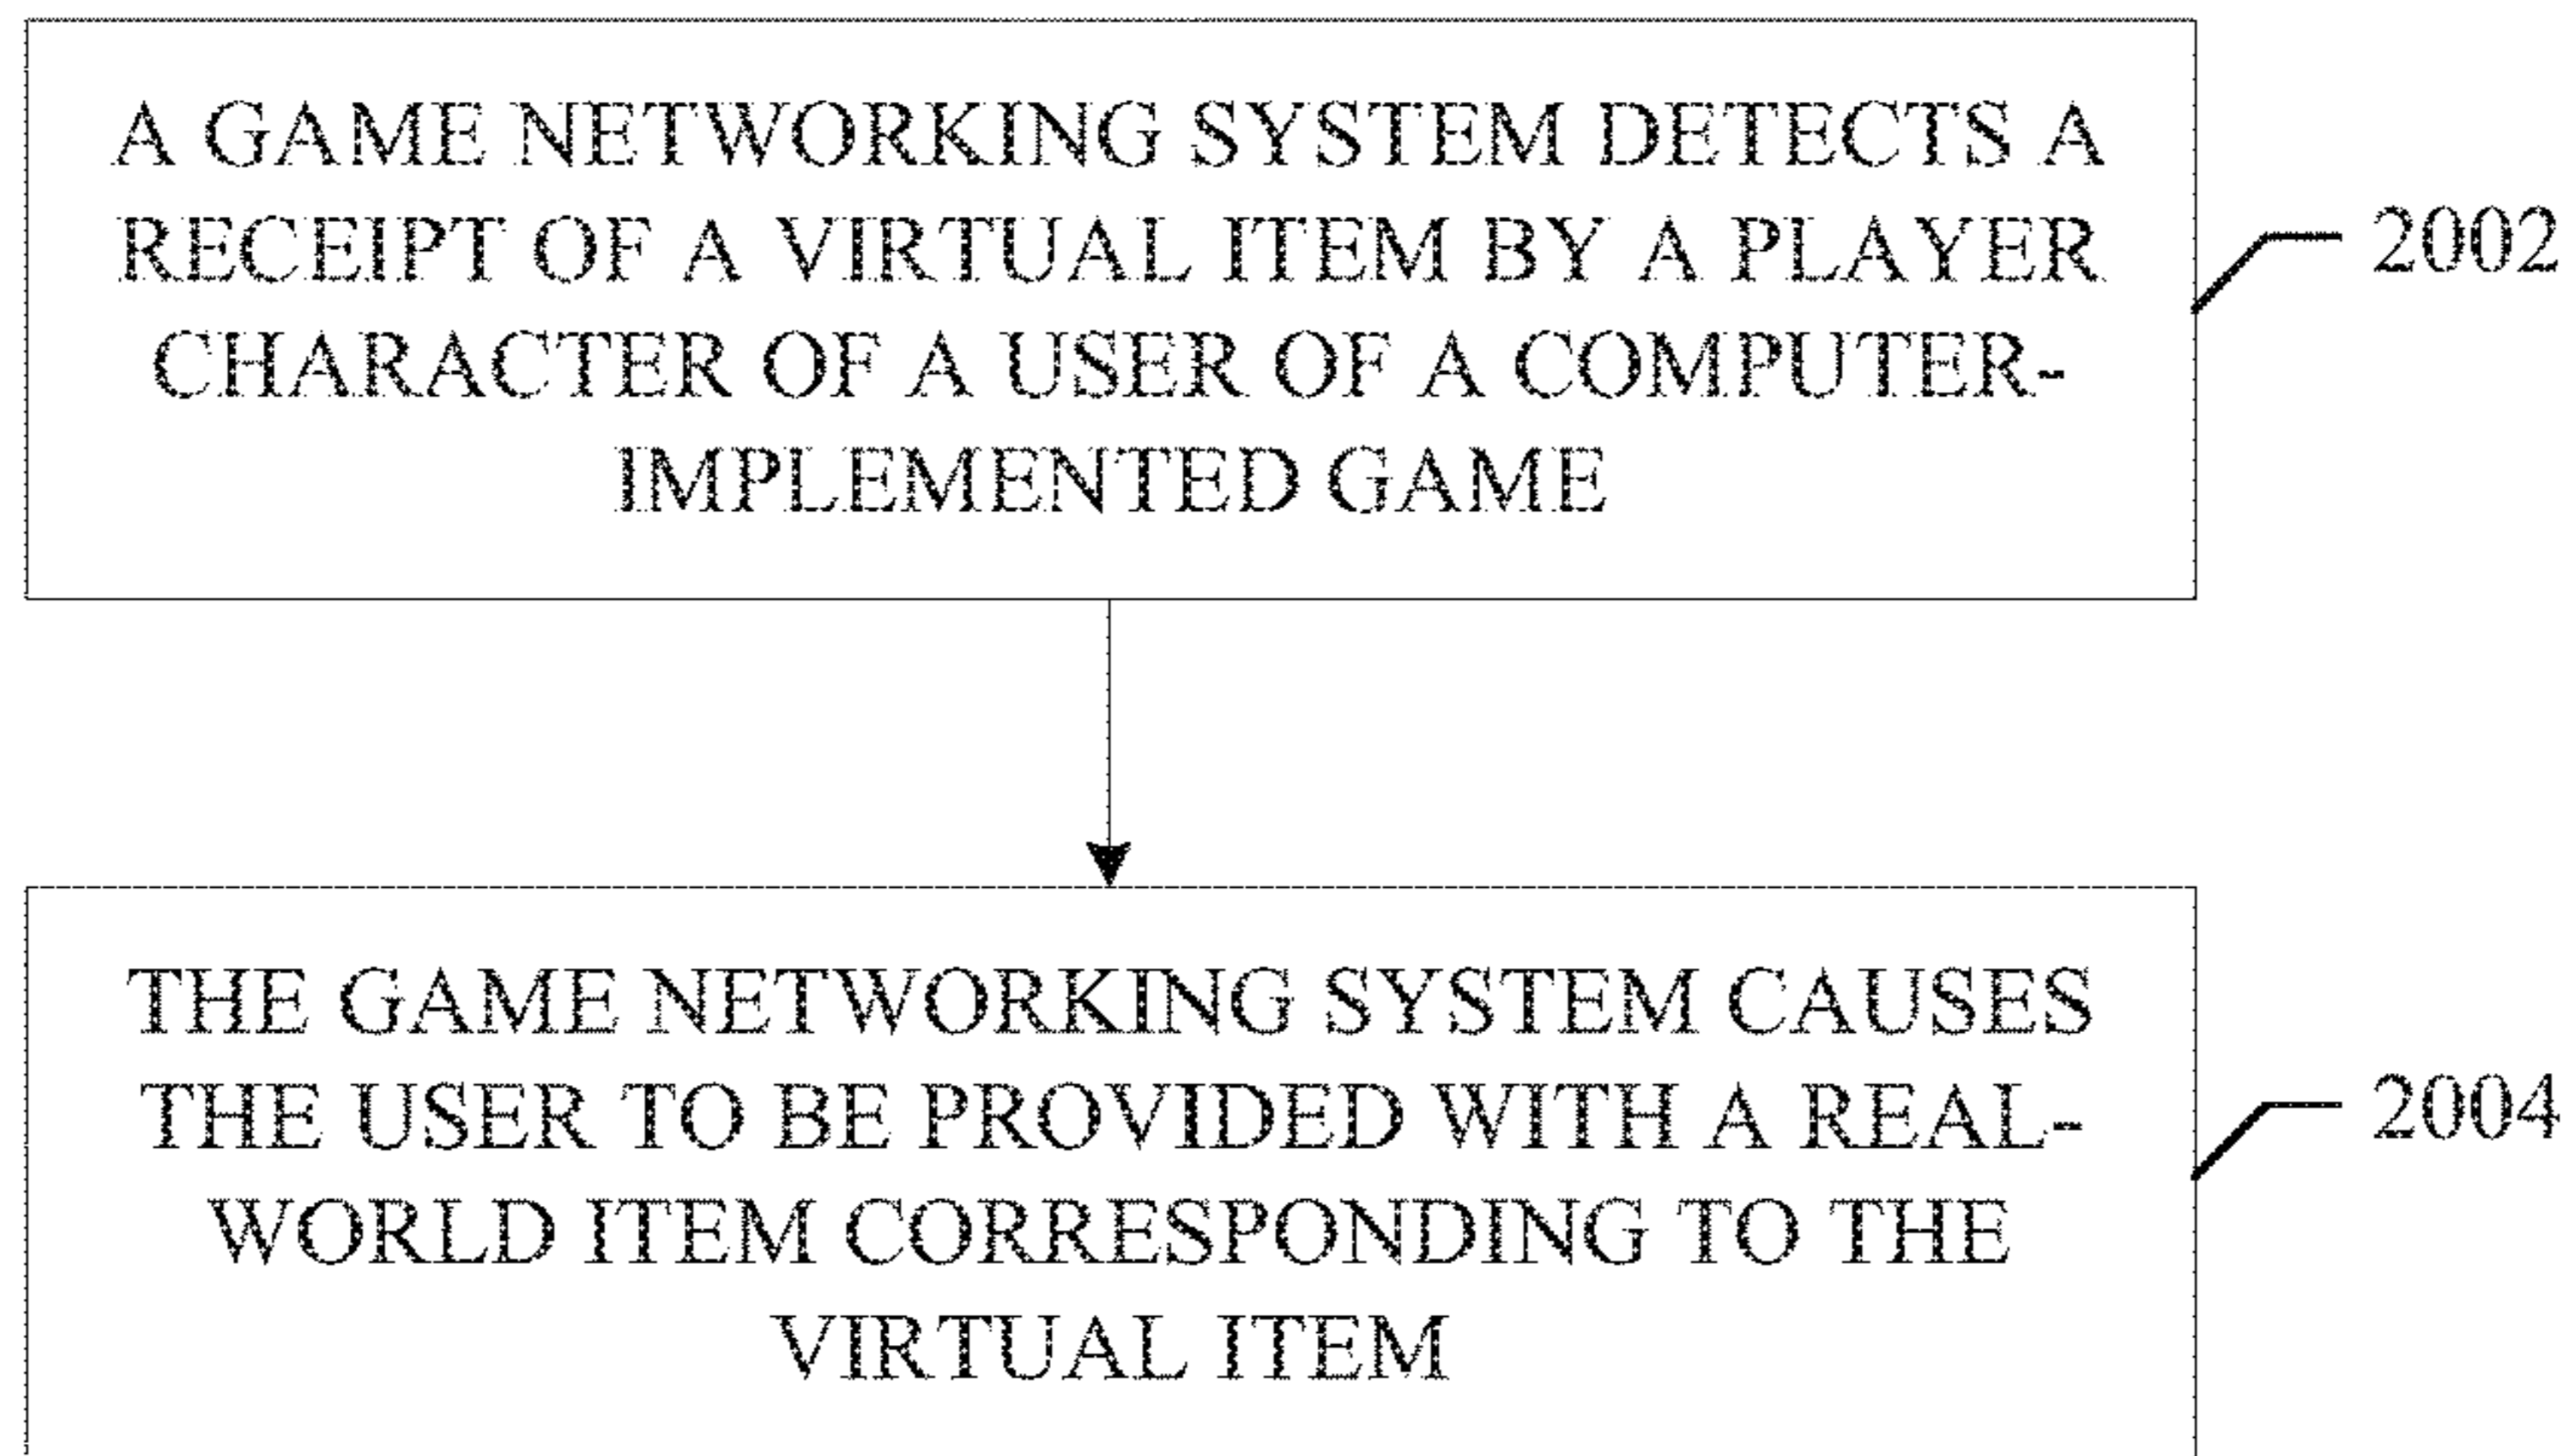 A GAME NETWORKING SYSTEM DETECTS A
RECEIPT OF A VIRTUAL ITEM BY A PLAYER
CHARACTER OF A USER OF A COMPUTER-
IMPLEMENTED GAME
2002
THE GAME NETWORKING SYSTEM CAUSES
THE USER TO BE PROVIDED WITH A REAL-
WORLD ITEM CORRESPONDING TO THE
VIRTUAL ITEM
2004